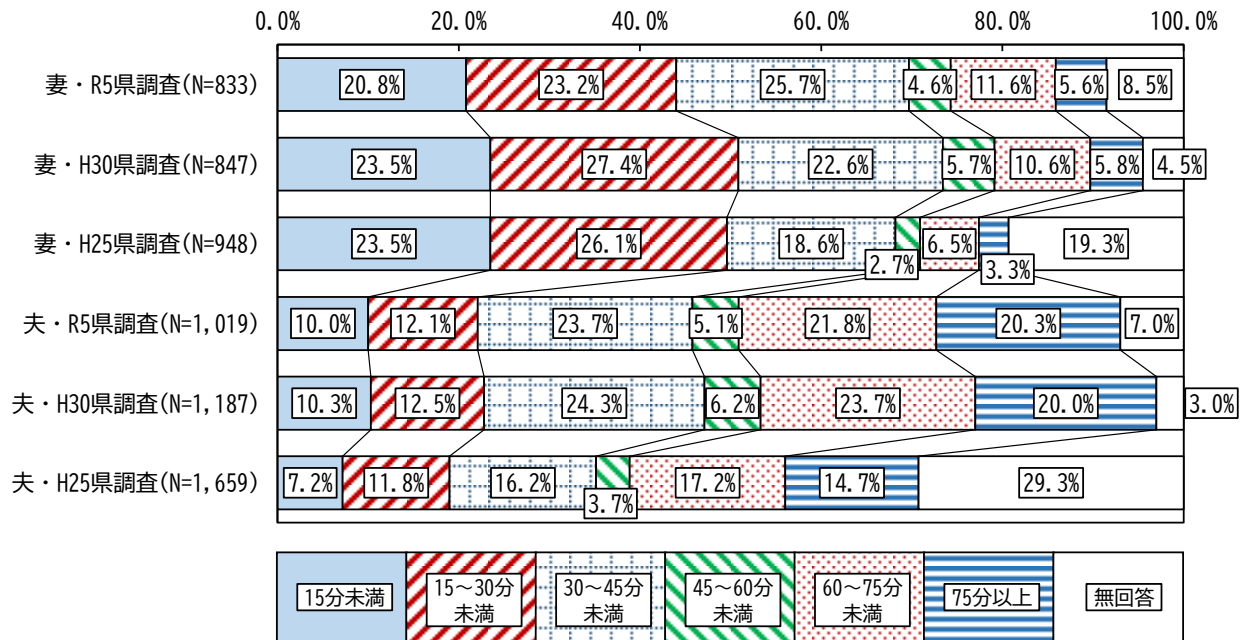 0.0% 20.0% 40.0% 60.0% 80.0% 100.0%
妻・R5県調査(N=833) 20.8% 23.2% 25.7% 4.6% 11.6% 5.6% 8.5%
妻・H30県調査(N=847) 23.5% 27.4% 22.6% 5.7% 10.6% 5.8% 4.5%
妻・H25県調査(N=948) 23.5% 26.1% 18.6% 2.7% 6.5% 3.3% 19.3%
夫・R5県調査(N=1,019) 10.0% 12.1% 23.7% 5.1% 21.8% 20.3% 7.0%
夫・H30県調査(N=1,187) 10.3% 12.5% 24.3% 6.2% 23.7% 20.0% 3.0%
夫・H25県調査(N=1,659) 7.2% 11.8% 16.2% 3.7% 17.2% 14.7% 29.3%
15分未満
15～30分
未満
30～45分
未満
45～60分
未満
60～75分
未満
75分以上
無回答